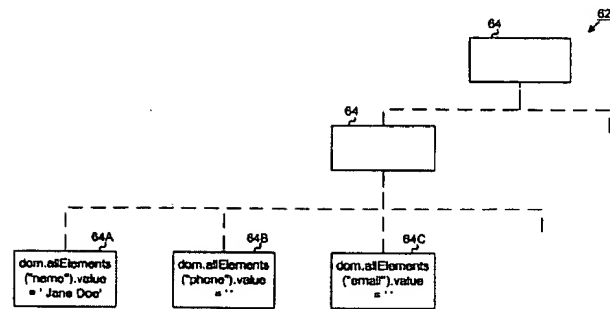 62
64
64
64A
64B
64C
dom.allElements
("name").value
= ' Jane Doe'
dom.allElements
("phone").value
= ' '
dom.allElements
("email").value
= ' '